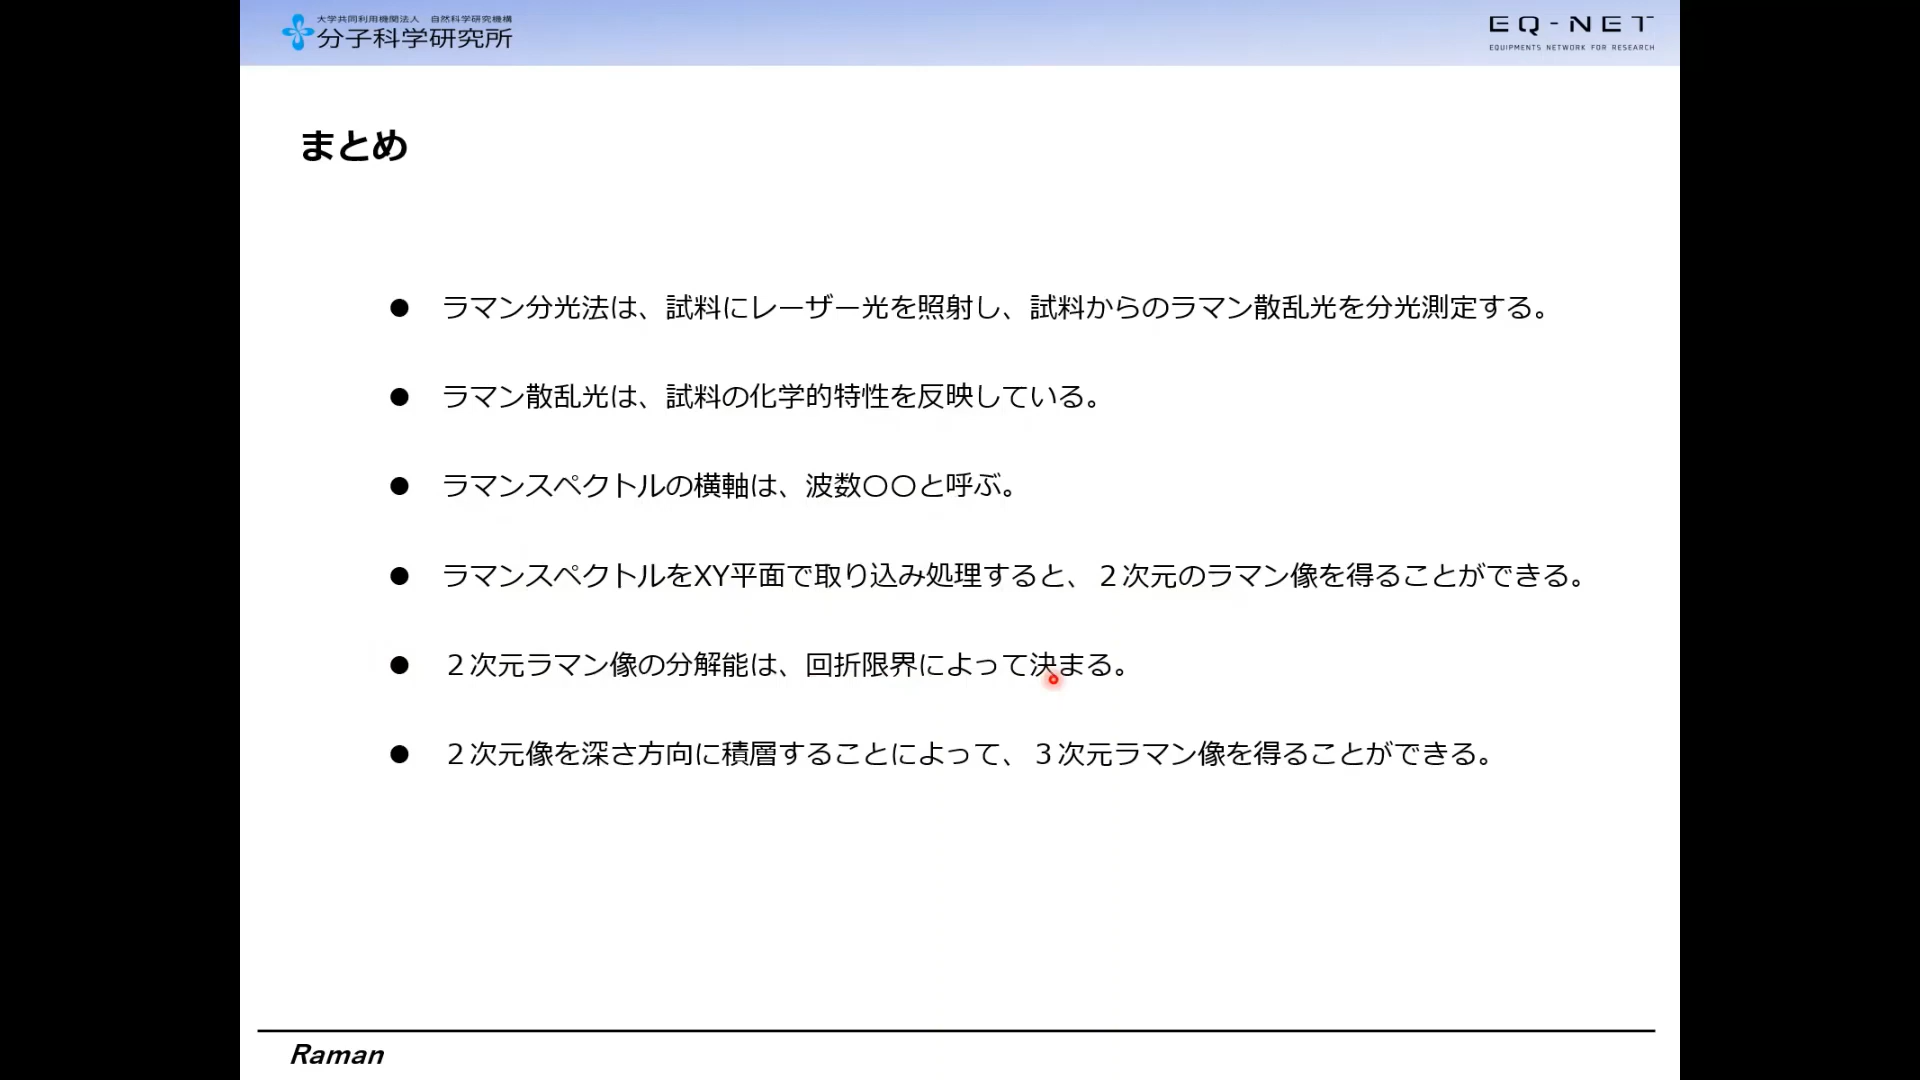 大学共同利用機関法人 自然科学研究機構
分子科学研究所
EQ-NET
EQUIPMENTS NETWORK FOR RESEARCH
まとめ
● ラマン分光法は、試料にレーザー光を照射し、試料からのラマン散乱光を分光測定する。
● ラマン散乱光は、試料の化学的特性を反映している。
● ラマンスペクトルの横軸は、波数〇〇と呼ぶ。
● ラマンスペクトルをXY平面で取り込み処理すると、２次元のラマン像を得ることができる。
● ２次元ラマン像の分解能は、回折限界によって決まる。
● ２次元像を深さ方向に積層することによって、３次元ラマン像を得ることができる。
Raman